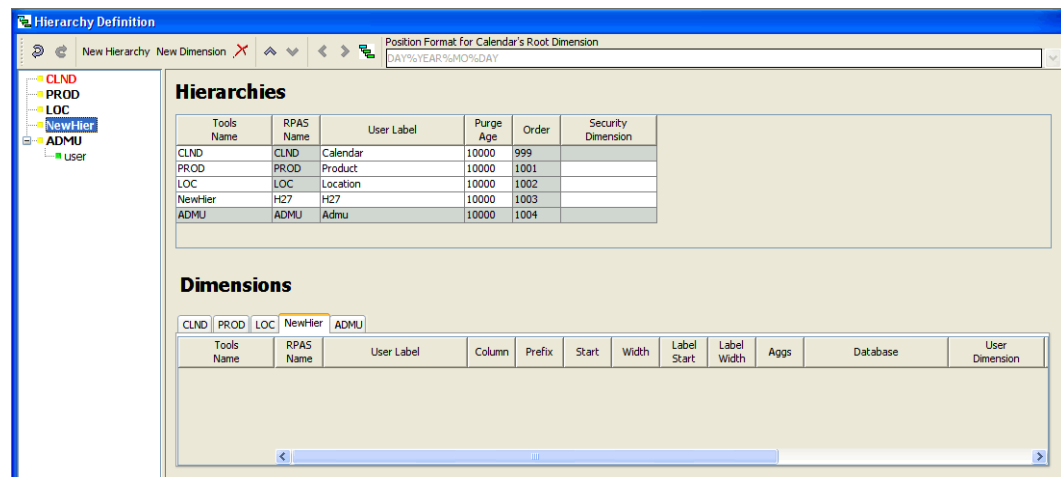 Hierarchy Definition
New Hierarchy New Dimension
Position Format for Calendar's Root Dimension
DAY%YEAR%MO%DAY
CLND
PROD
LOC
NewHier
ADMU
user
Hierarchies
Tools Name RPAS Name User Label Purge Age Order Security Dimension
CLND CLND Calendar 10000 999
PROD PROD Product 10000 1001
LOC LOC Location 10000 1002
NewHier H27 H27 10000 1003
ADMU ADMU Admu 10000 1004
Dimensions
CLND PROD LOC NewHier ADMU
Tools Name RPAS Name User Label Column Prefix Start Width Label Start Label Width Aggs Database User Dimension